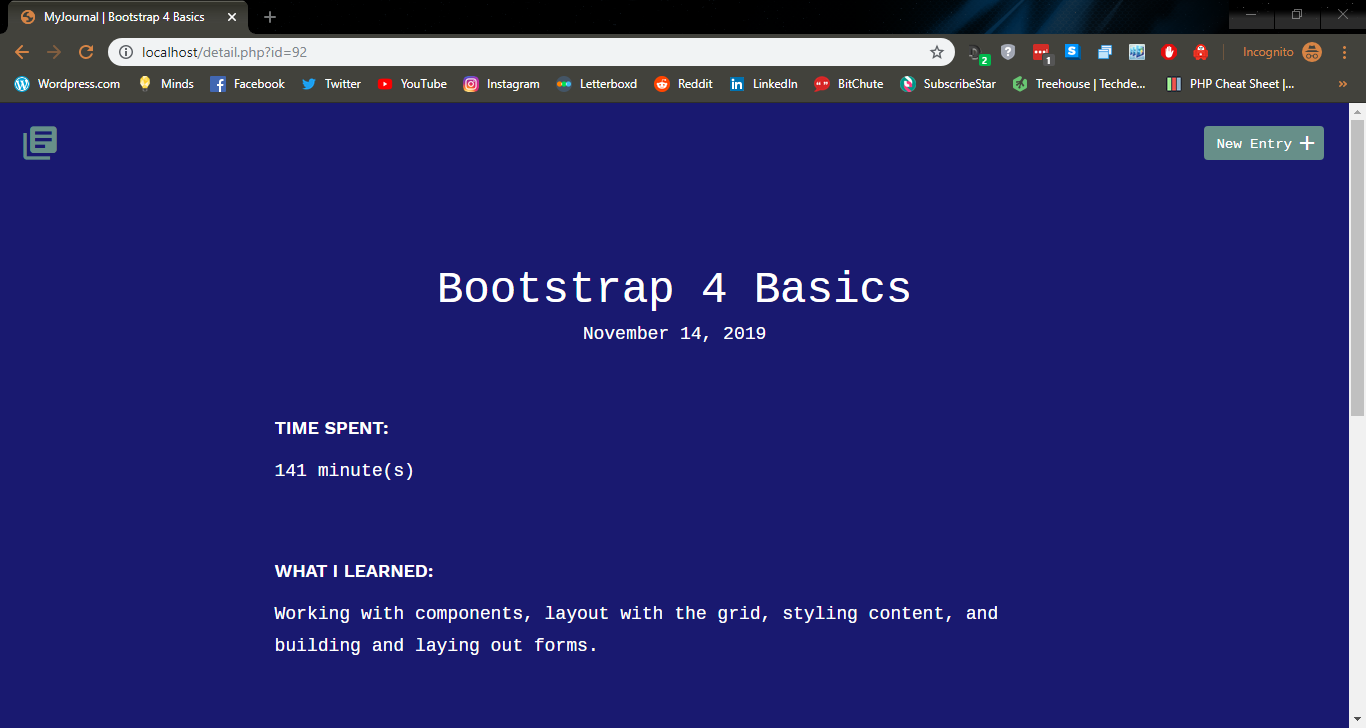 MyJournal | Bootstrap 4 Basics
localhost/detail.php?id=92
2
1
Incognito
Wordpress.com Minds Facebook Twitter YouTube Instagram Letterboxd Reddit LinkedIn BitChute SubscribeStar Treehouse | Techde... PHP Cheat Sheet |...
New Entry
Bootstrap 4 Basics
November 14, 2019
TIME SPENT:
141 minute(s)
WHAT I LEARNED:
Working with components, layout with the grid, styling content, and
building and laying out forms.